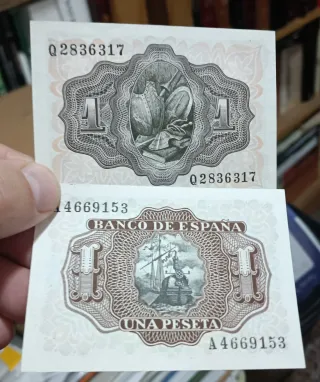 Q2836317
1 1
Q2836317
A4669153
BANCO DE ESPAÑA
1 1
UNA PESETA
A4669153